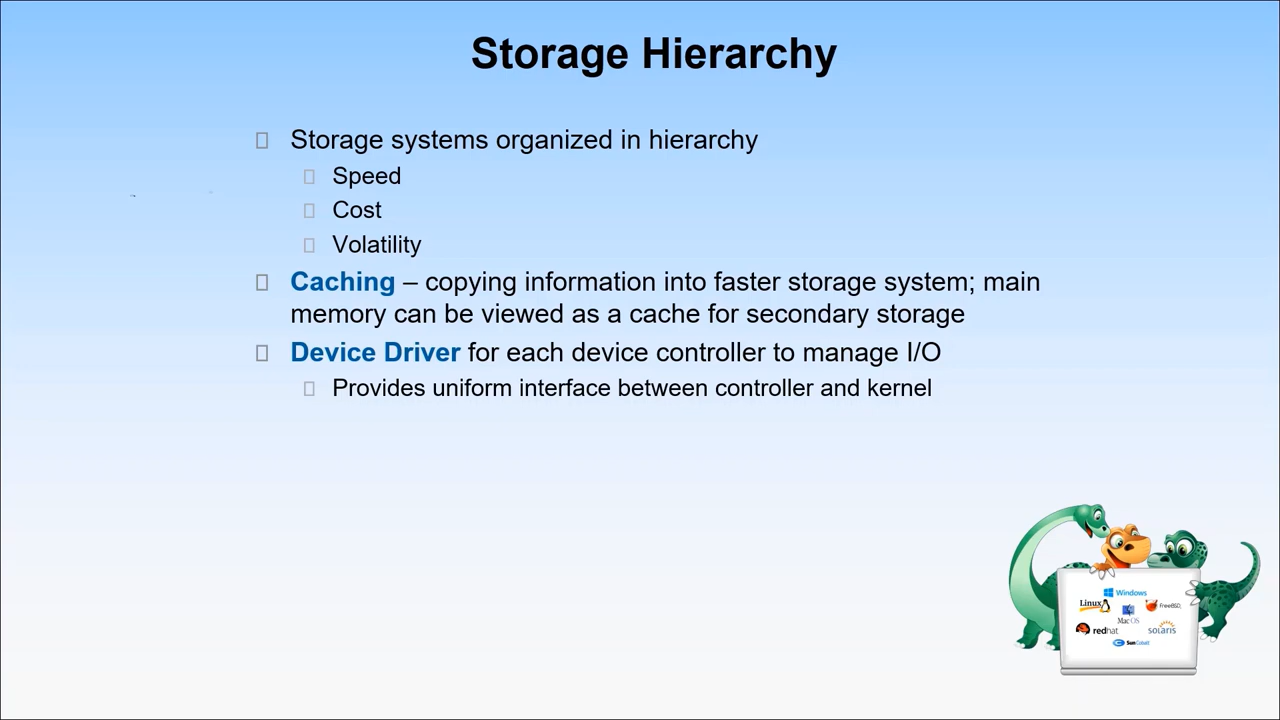 Storage Hierarchy
Storage systems organized in hierarchy
Speed
Cost
Volatility
Caching – copying information into faster storage system; main
memory can be viewed as a cache for secondary storage
Device Driver for each device controller to manage I/O
Provides uniform interface between controller and kernel
Windows
Linux
FreeBSD
Mac OS
redhat
solaris
Sun Cobalt